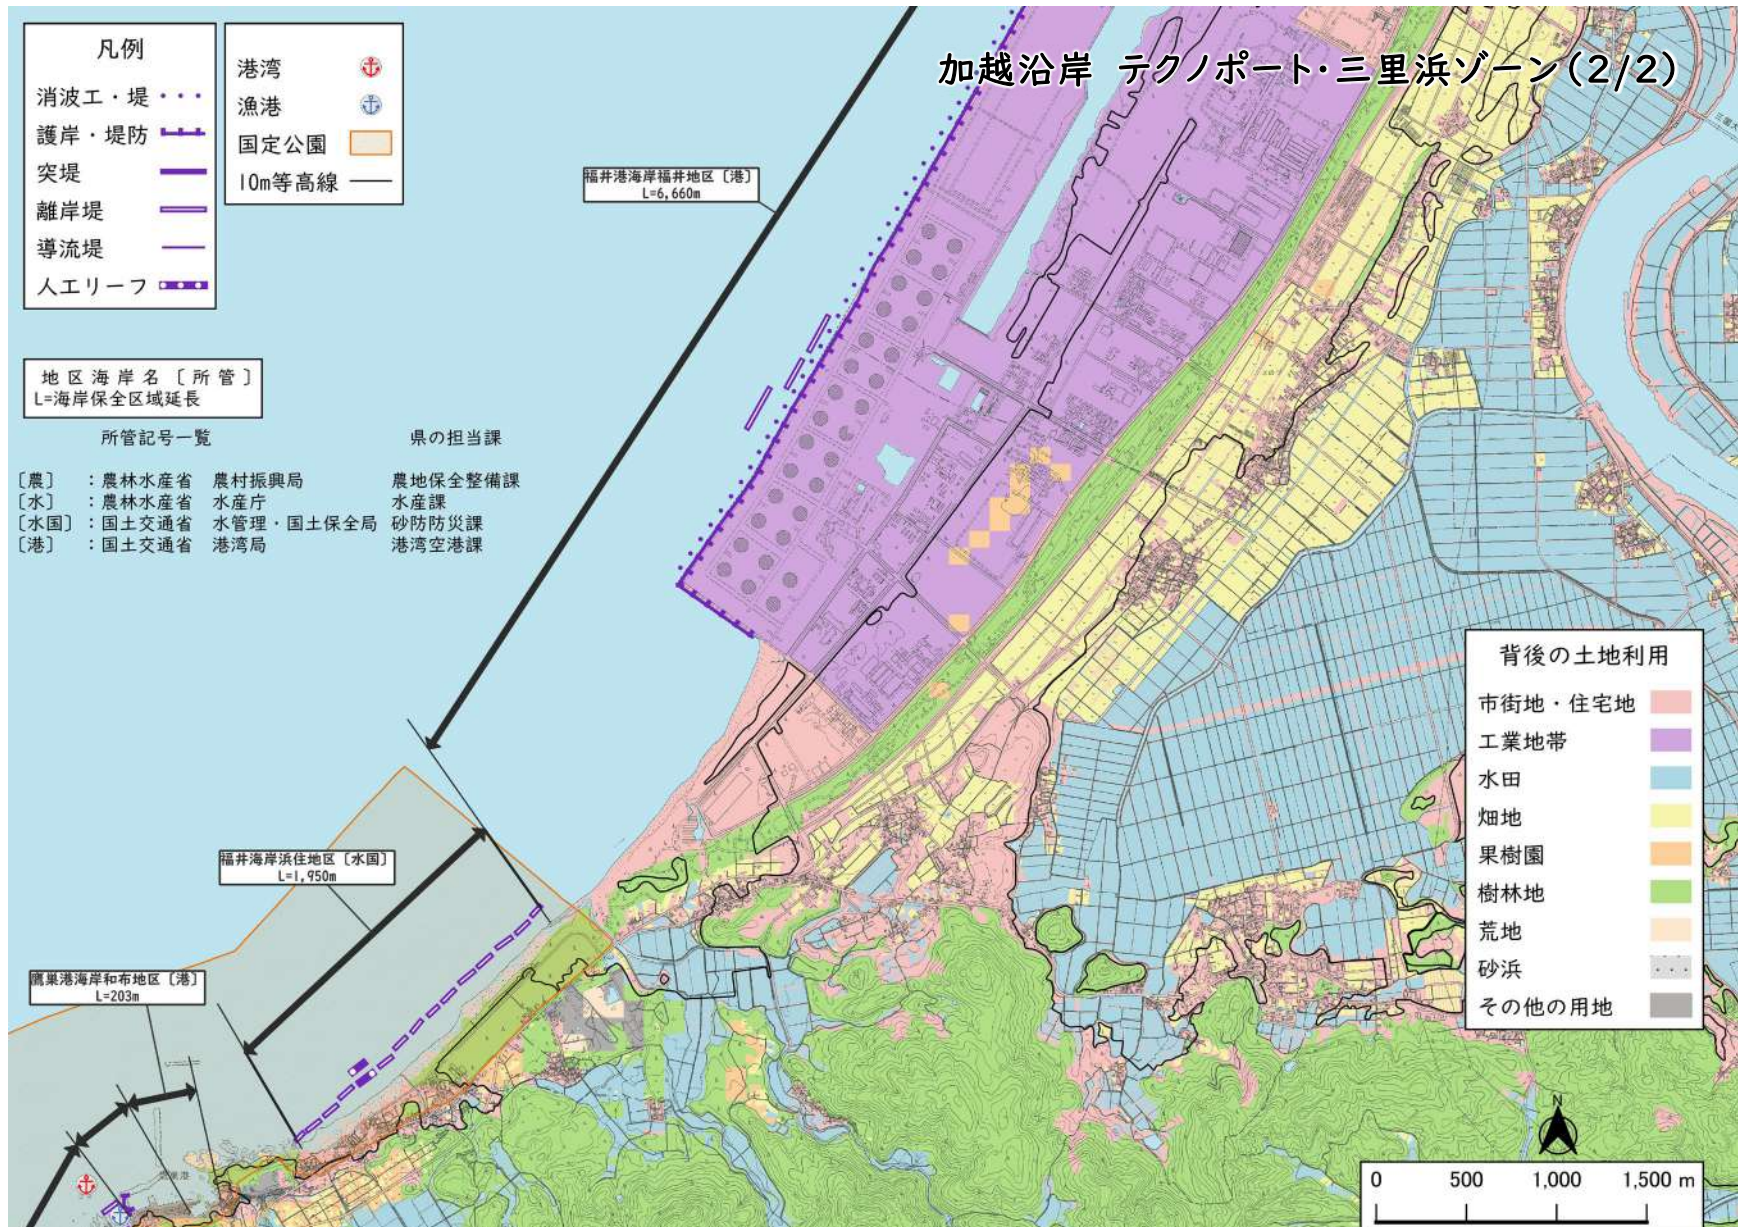 加越沿岸 テクノポート・三里浜ゾーン(2/2)
凡例
消波工・堤
護岸・堤防
突堤
離岸堤
導流堤
人工リーフ
港湾
漁港
国定公園
10m等高線
地区海岸名〔所管〕
L=海岸保全区域延長
所管記号一覧 県の担当課
〔農〕 :農林水産省 農村振興局 農地保全整備課
〔水〕 :農林水産省 水産庁 水産課
〔水国〕:国土交通省 水管理・国土保全局 砂防防災課
〔港〕 :国土交通省 港湾局 港湾空港課
福井港海岸福井地区〔港〕
L=6,660m
福井海岸浜住地区〔水国〕
L=1,950m
鷹巣港海岸和布地区〔港〕
L=203m
背後の土地利用
市街地・住宅地
工業地帯
水田
畑地
果樹園
樹林地
荒地
砂浜
その他の用地
N
0 500 1,000 1,500 m